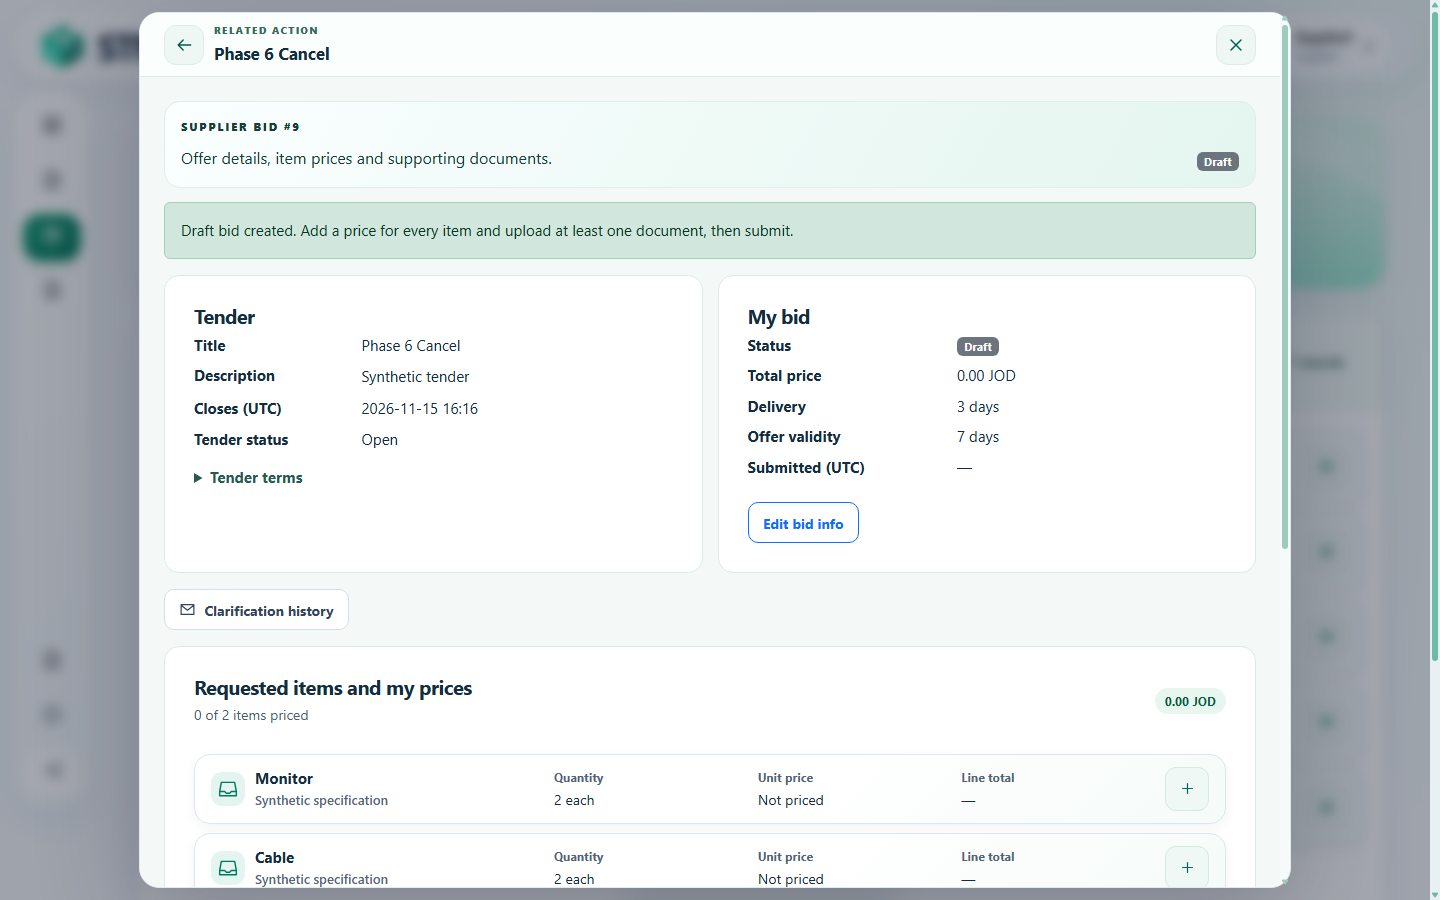 RELATED ACTION
Phase 6 Cancel
SUPPLIER BID #9
Offer details, item prices and supporting documents.
Draft
Draft bid created. Add a price for every item and upload at least one document, then submit.
Tender
Title Phase 6 Cancel
Description Synthetic tender
Closes (UTC) 2026-11-15 16:16
Tender status Open
Tender terms
My bid
Status Draft
Total price 0.00 JOD
Delivery 3 days
Offer validity 7 days
Submitted (UTC) —
Edit bid info
Clarification history
Requested items and my prices
0 of 2 items priced
0.00 JOD
Monitor
Synthetic specification
Quantity
2 each
Unit price
Not priced
Line total
—
Cable
Synthetic specification
Quantity
2 each
Unit price
Not priced
Line total
—